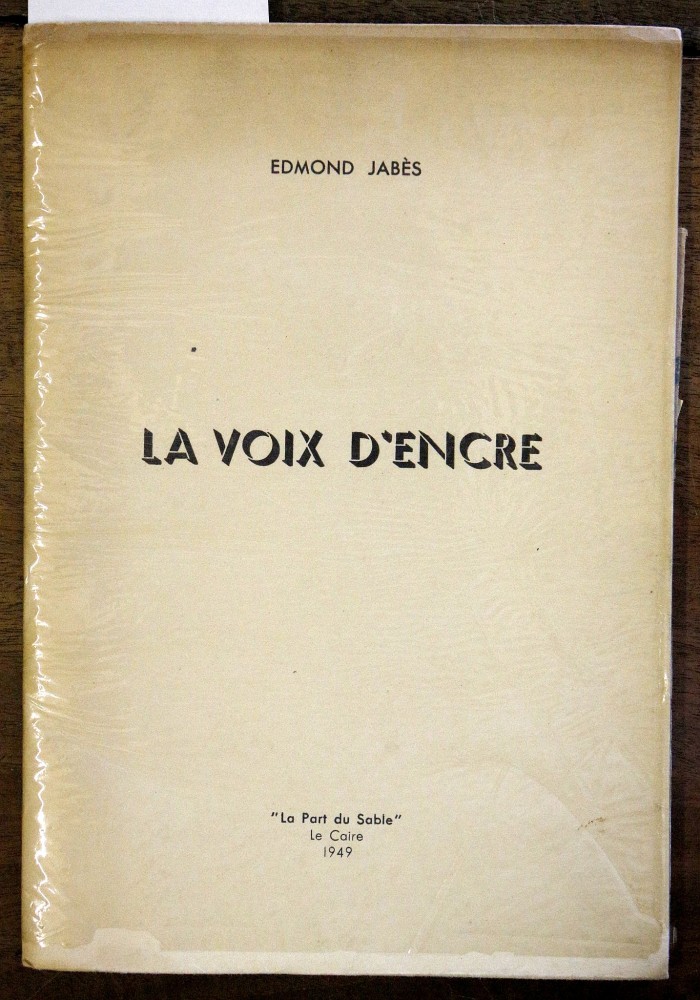 EDMOND JABÈS
LA VOIX D'ENCRE
"La Part du Sable"
Le Caire
1949